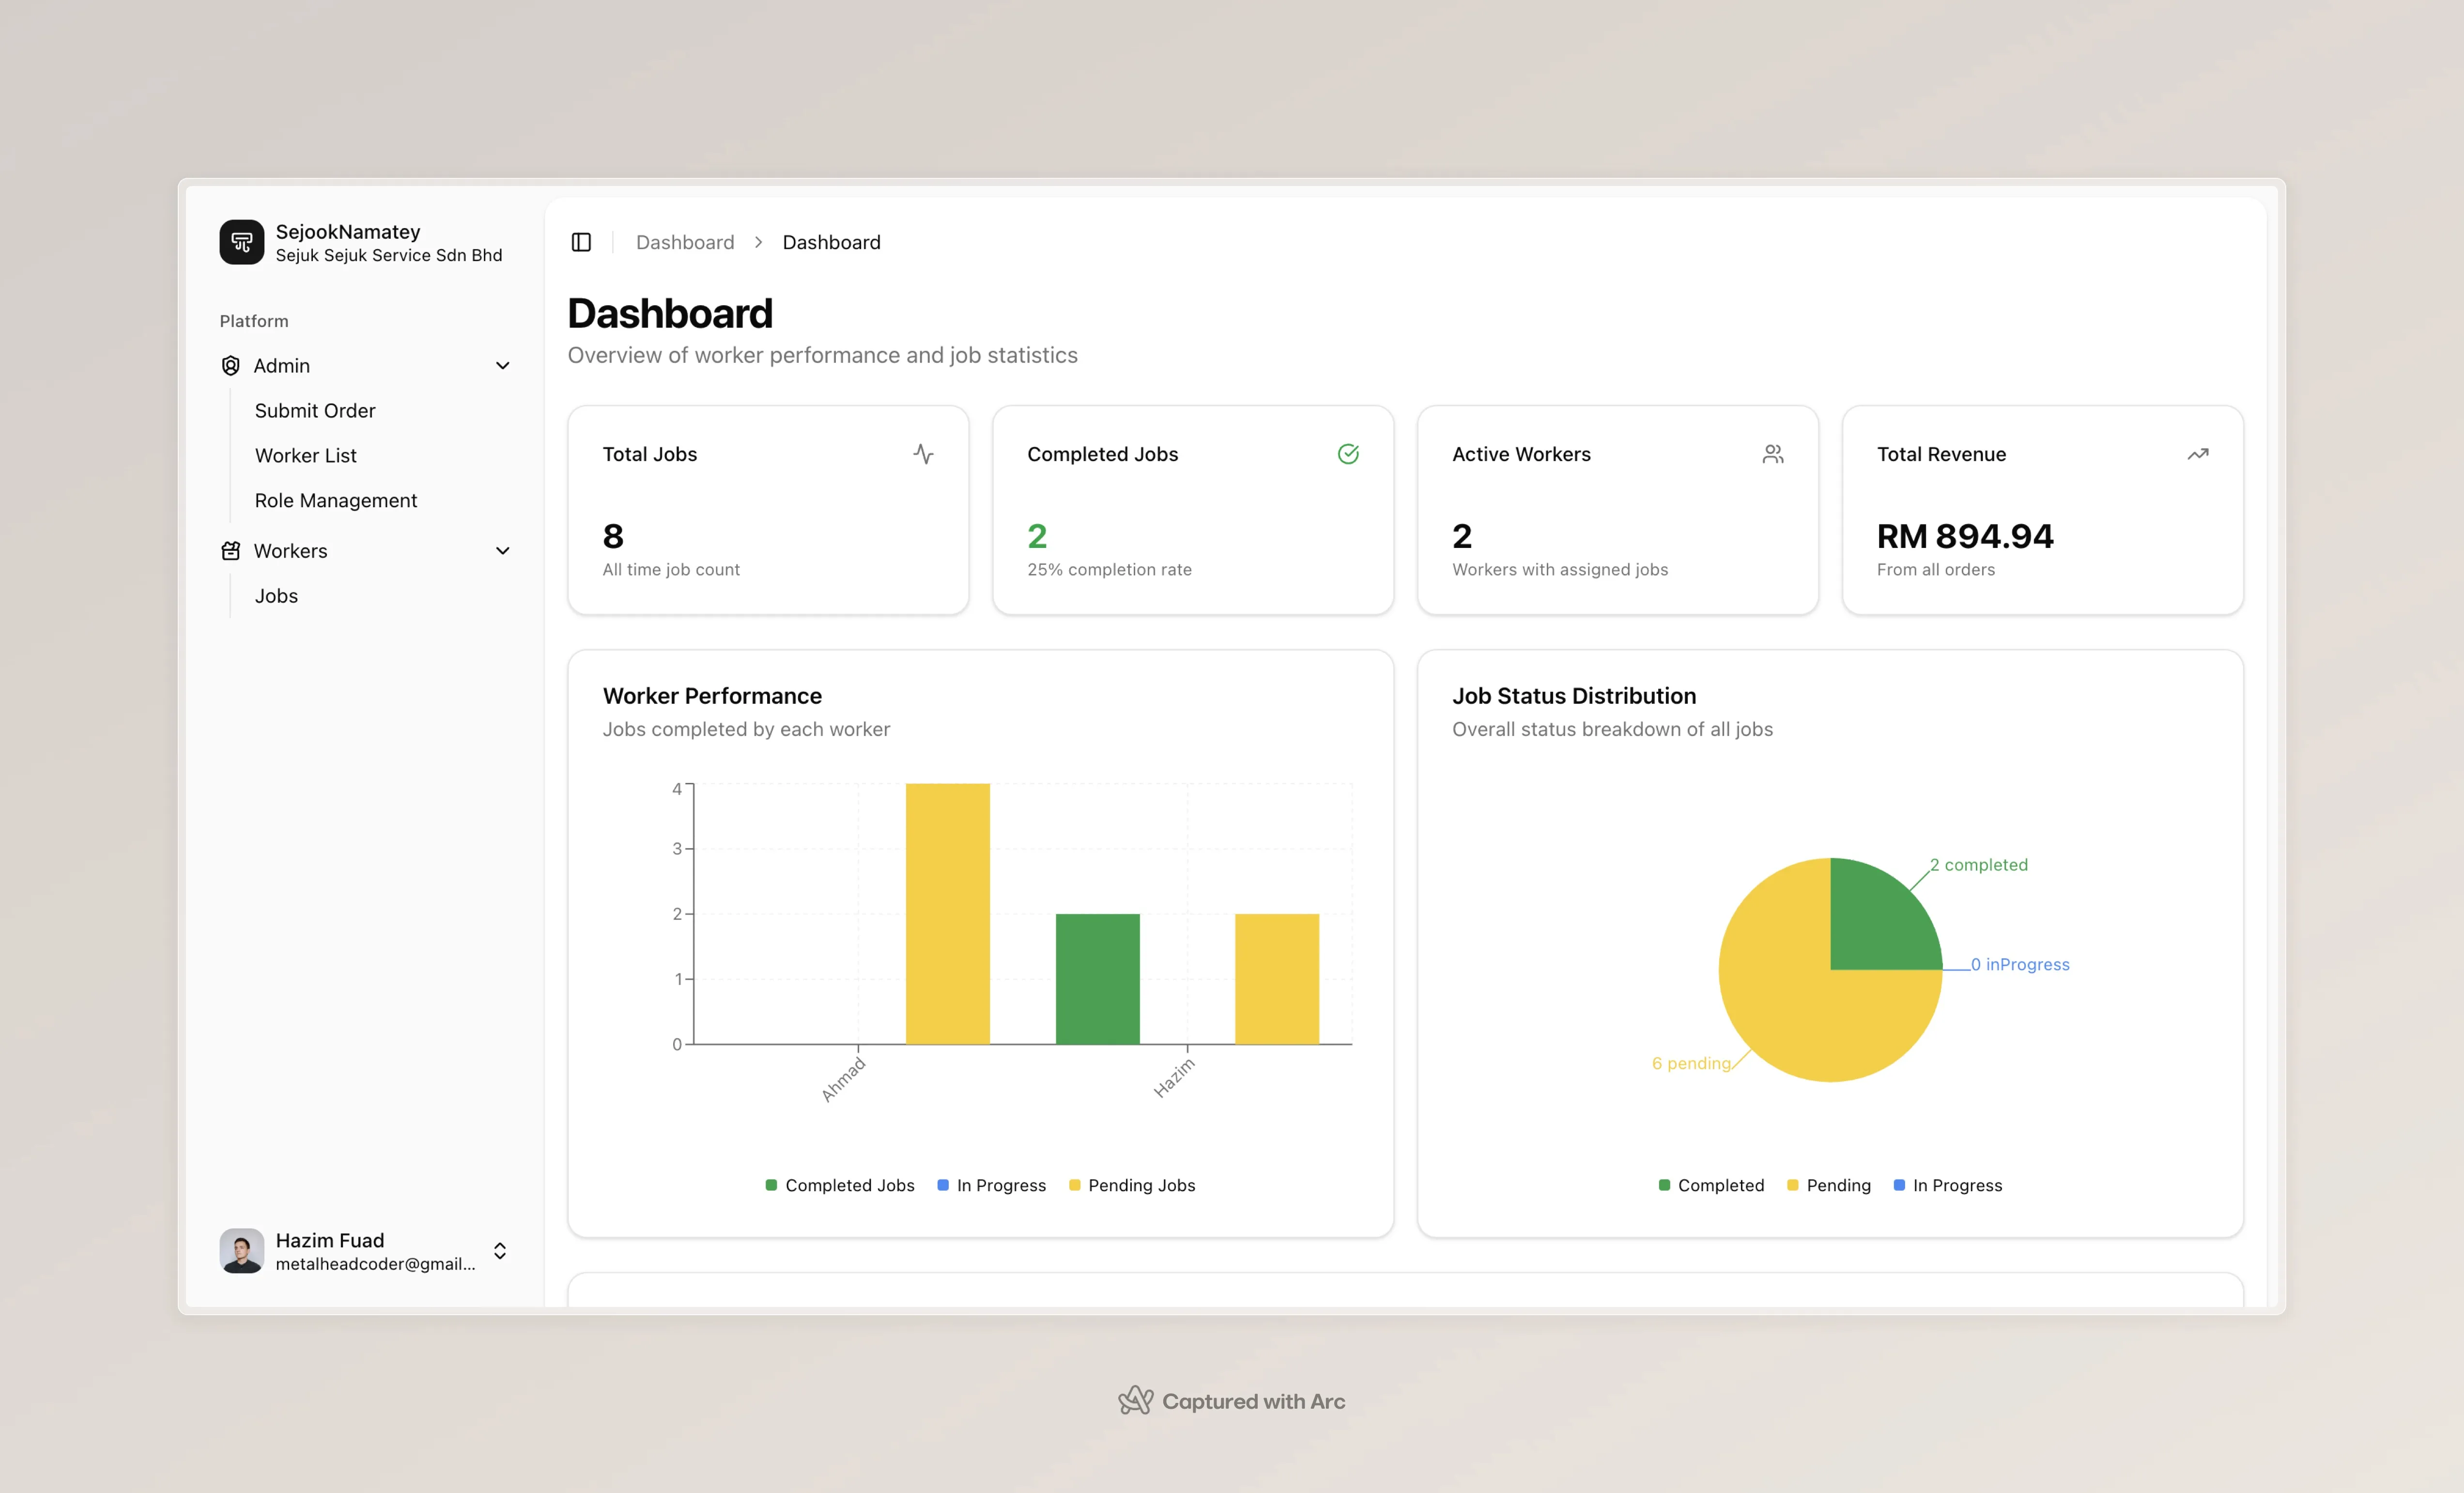 SejookNamatey
Sejuk Sejuk Service Sdn Bhd
Platform
Admin
Submit Order
Worker List
Role Management
Workers
Jobs
Hazim Fuad
metalheadcoder@gmail...
Dashboard > Dashboard
Dashboard
Overview of worker performance and job statistics
Total Jobs
8
All time job count
Completed Jobs
2
25% completion rate
Active Workers
2
Workers with assigned jobs
Total Revenue
RM 894.94
From all orders
Worker Performance
Jobs completed by each worker
4
3
2
1
0
Ahmad
Hazim
Completed Jobs In Progress Pending Jobs
Job Status Distribution
Overall status breakdown of all jobs
2 completed
0 inProgress
6 pending
Completed Pending In Progress
Captured with Arc